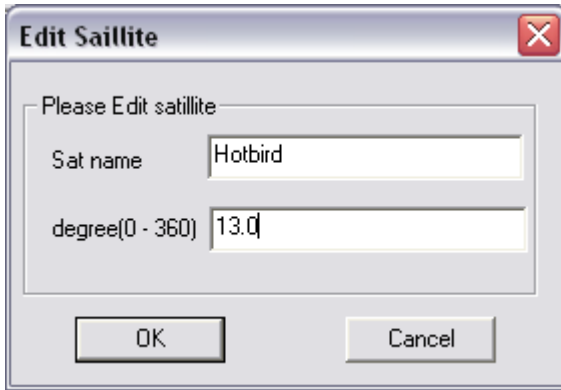 Edit Saillite
Please Edit satillite
Sat name
Hotbird
degree(0 - 360)
13.0
OK
Cancel